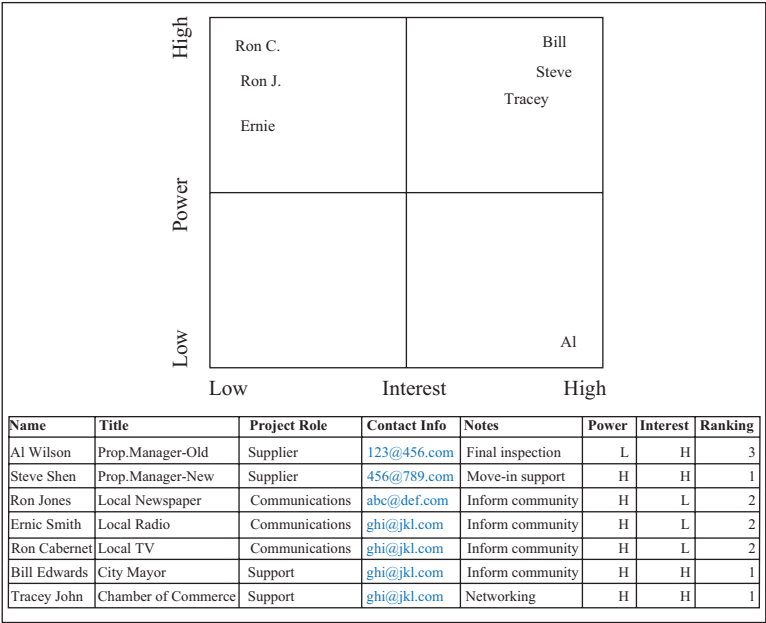 High
Ron C.
Bill
Ron J.
Steve
Tracey
Ernie
Power
Low
Al
Low Interest High
Name Title Project Role Contact Info Notes Power Interest Ranking
Al Wilson Prop.Manager-Old Supplier 123@456.com Final inspection L H 3
Steve Shen Prop.Manager-New Supplier 456@789.com Move-in support H H 1
Ron Jones Local Newspaper Communications abc@def.com Inform community H L 2
Ernic Smith Local Radio Communications ghi@jkl.com Inform community H L 2
Ron Cabernet Local TV Communications ghi@jkl.com Inform community H L 2
Bill Edwards City Mayor Support ghi@jkl.com Inform community H H 1
Tracey John Chamber of Commerce Support ghi@jkl.com Networking H H 1